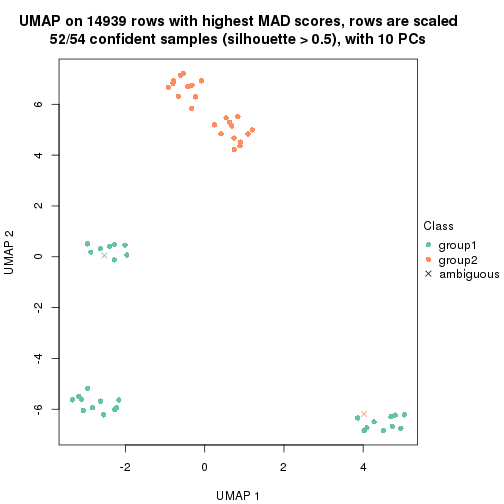 UMAP on 14939 rows with highest MAD scores, rows are scaled
52/54 confident samples (silhouette > 0.5), with 10 PCs
6
4
2
0
-2
-4
-6
UMAP 2
-2
0
2
4
UMAP 1
Class
group1
group2
ambiguous